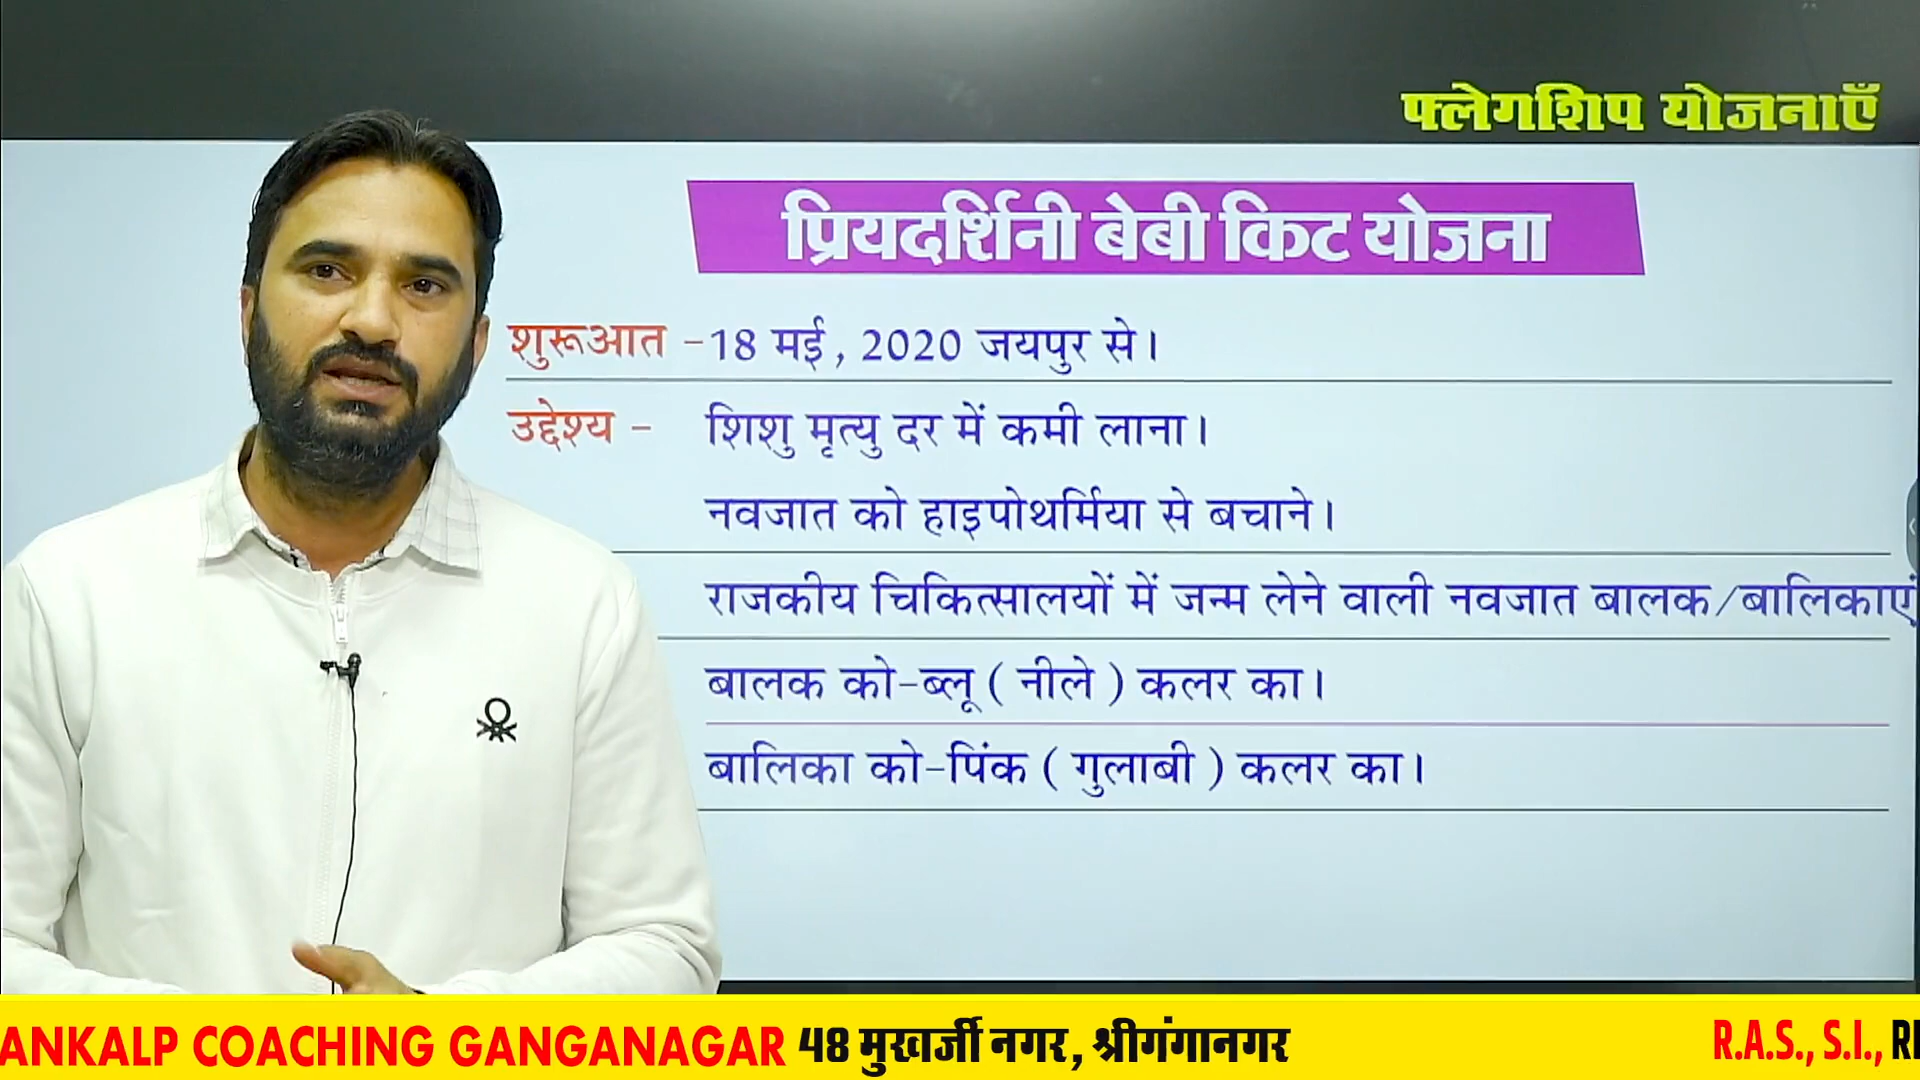 फ्लेगशिप योजनाएँ
प्रियदर्शिनी बेबी किट योजना
शुरूआत - 18 मई, 2020 जयपुर से।
उद्देश्य - शिशु मृत्यु दर में कमी लाना।
नवजात को हाइपोथर्मिया से बचाने।
राजकीय चिकित्सालयों में जन्म लेने वाली नवजात बालक/बालिकाएं
बालक को-ब्लू ( नीले ) कलर का।
बालिका को-पिंक ( गुलाबी ) कलर का।
ANKALP COACHING GANGANAGAR 48 मुखर्जी नगर, श्रीगंगानगर R.A.S., S.I.,